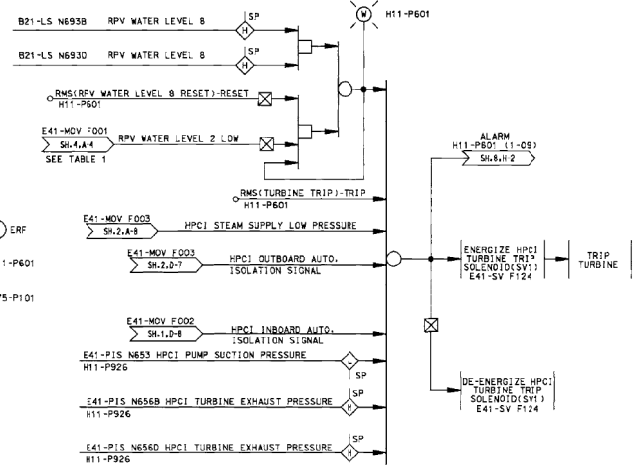 W H11-P601
B21-LS N693B RPV WATER LEVEL 8 SP
H
B21-LS N693D RPV WATER LEVEL 8 SP
H
RMS(RPV WATER LEVEL 8 RESET)-RESET
H11-P601
E41-MOV F001
SH.4,A-4 RPV WATER LEVEL 2 LOW
SEE TABLE 1
ALARM
H11-P601 (1-09)
SH.8,H-2
RMS(TURBINE TRIP)-TRIP
H11-P601
E41-MOV F003
SH.2,A-8 HPCI STEAM SUPPLY LOW PRESSURE
ERF
E41-MOV F003
SH.2,D-7 HPCI OUTBOARD AUTO.
ISOLATION SIGNAL
1-P601
ENERGIZE HPCI
TURBINE TRIP
SOLENOID(SV1)
E41-SV F124
TRIP
TURBINE
75-P101
E41-MOV F002
SH.1,D-8 HPCI INBOARD AUTO.
ISOLATION SIGNAL
E41-PIS N653 HPCI PUMP SUCTION PRESSURE
H11-P926
L
SP
DE-ENERGIZE HPCI
TURBINE TRIP
SOLENOID(SV1)
E41-SV F124
E41-PIS N656B HPCI TURBINE EXHAUST PRESSURE
H11-P926
SP
H
E41-PIS N656D HPCI TURBINE EXHAUST PRESSURE
H11-P926
SP
H